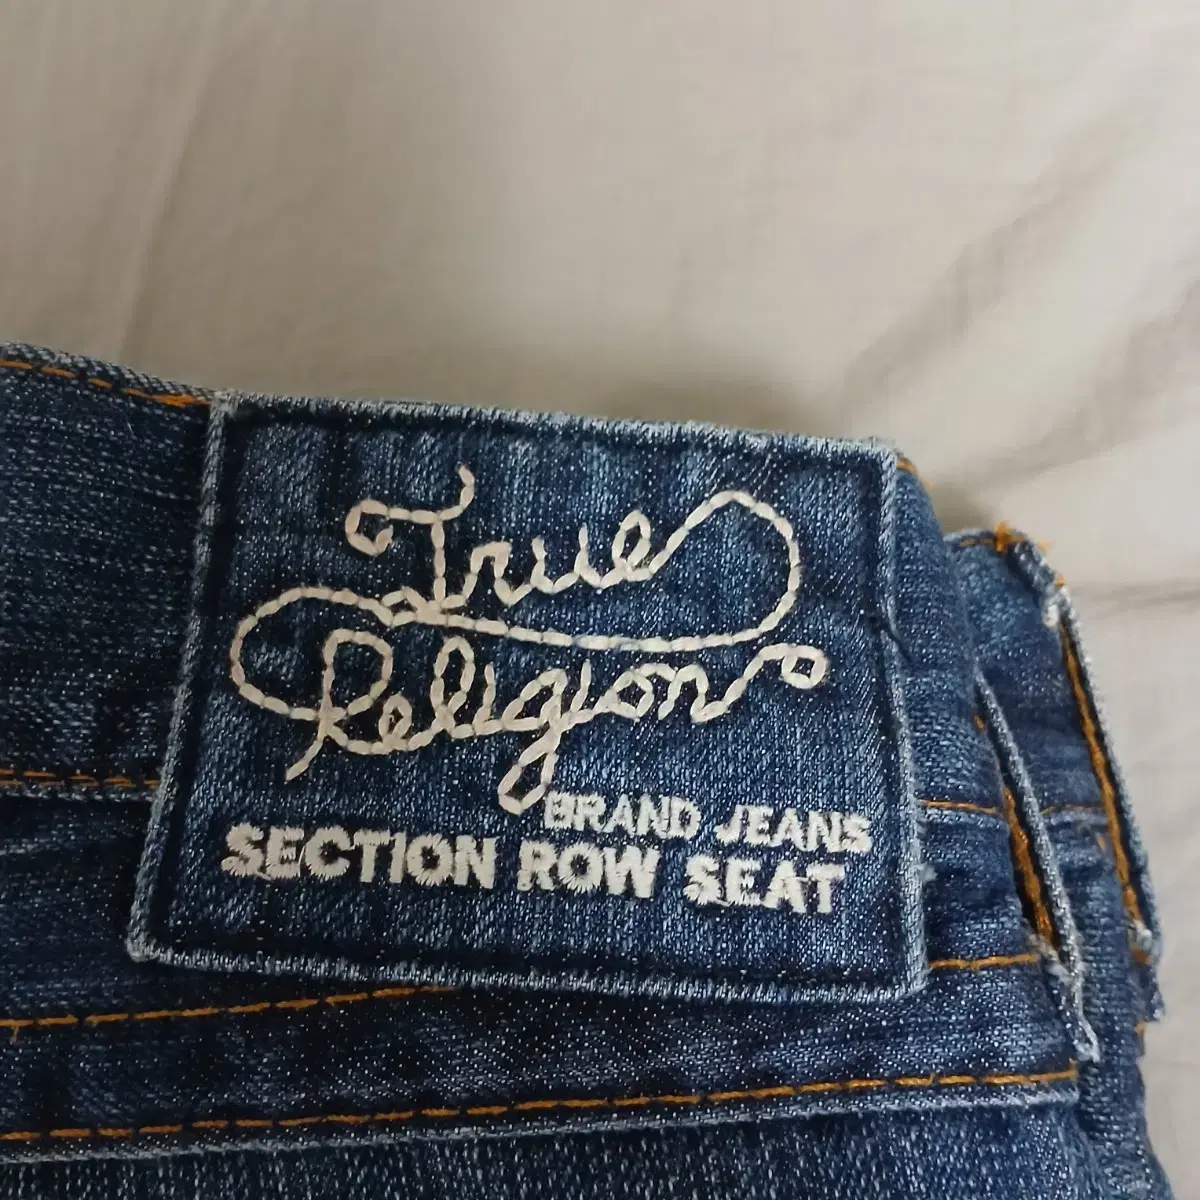 True
Religion
BRAND JEANS
SECTION ROW SEAT